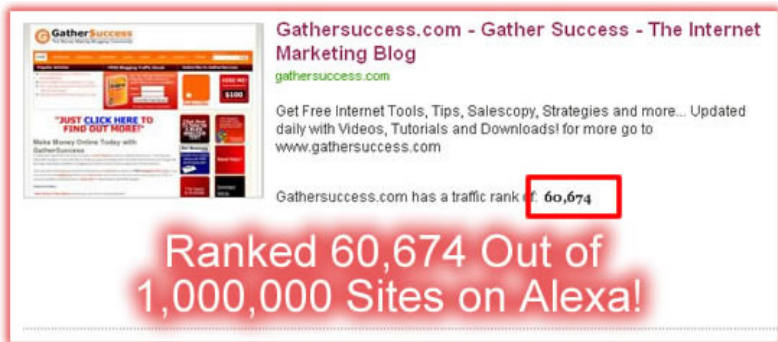 GatherSuccess
"JUST CLICK HERE TO
FIND OUT MORE!"
Make Money Online Today with
GatherSuccess
$100
Gathersuccess.com - Gather Success - The Internet
Marketing Blog
gathersuccess.com
Get Free Internet Tools, Tips, Salescopy, Strategies and more... Updated
daily with Videos, Tutorials and Downloads! for more go to
www.gathersuccess.com
Gathersuccess.com has a traffic rank of: 60,674
Ranked 60,674 Out of
1,000,000 Sites on Alexa!